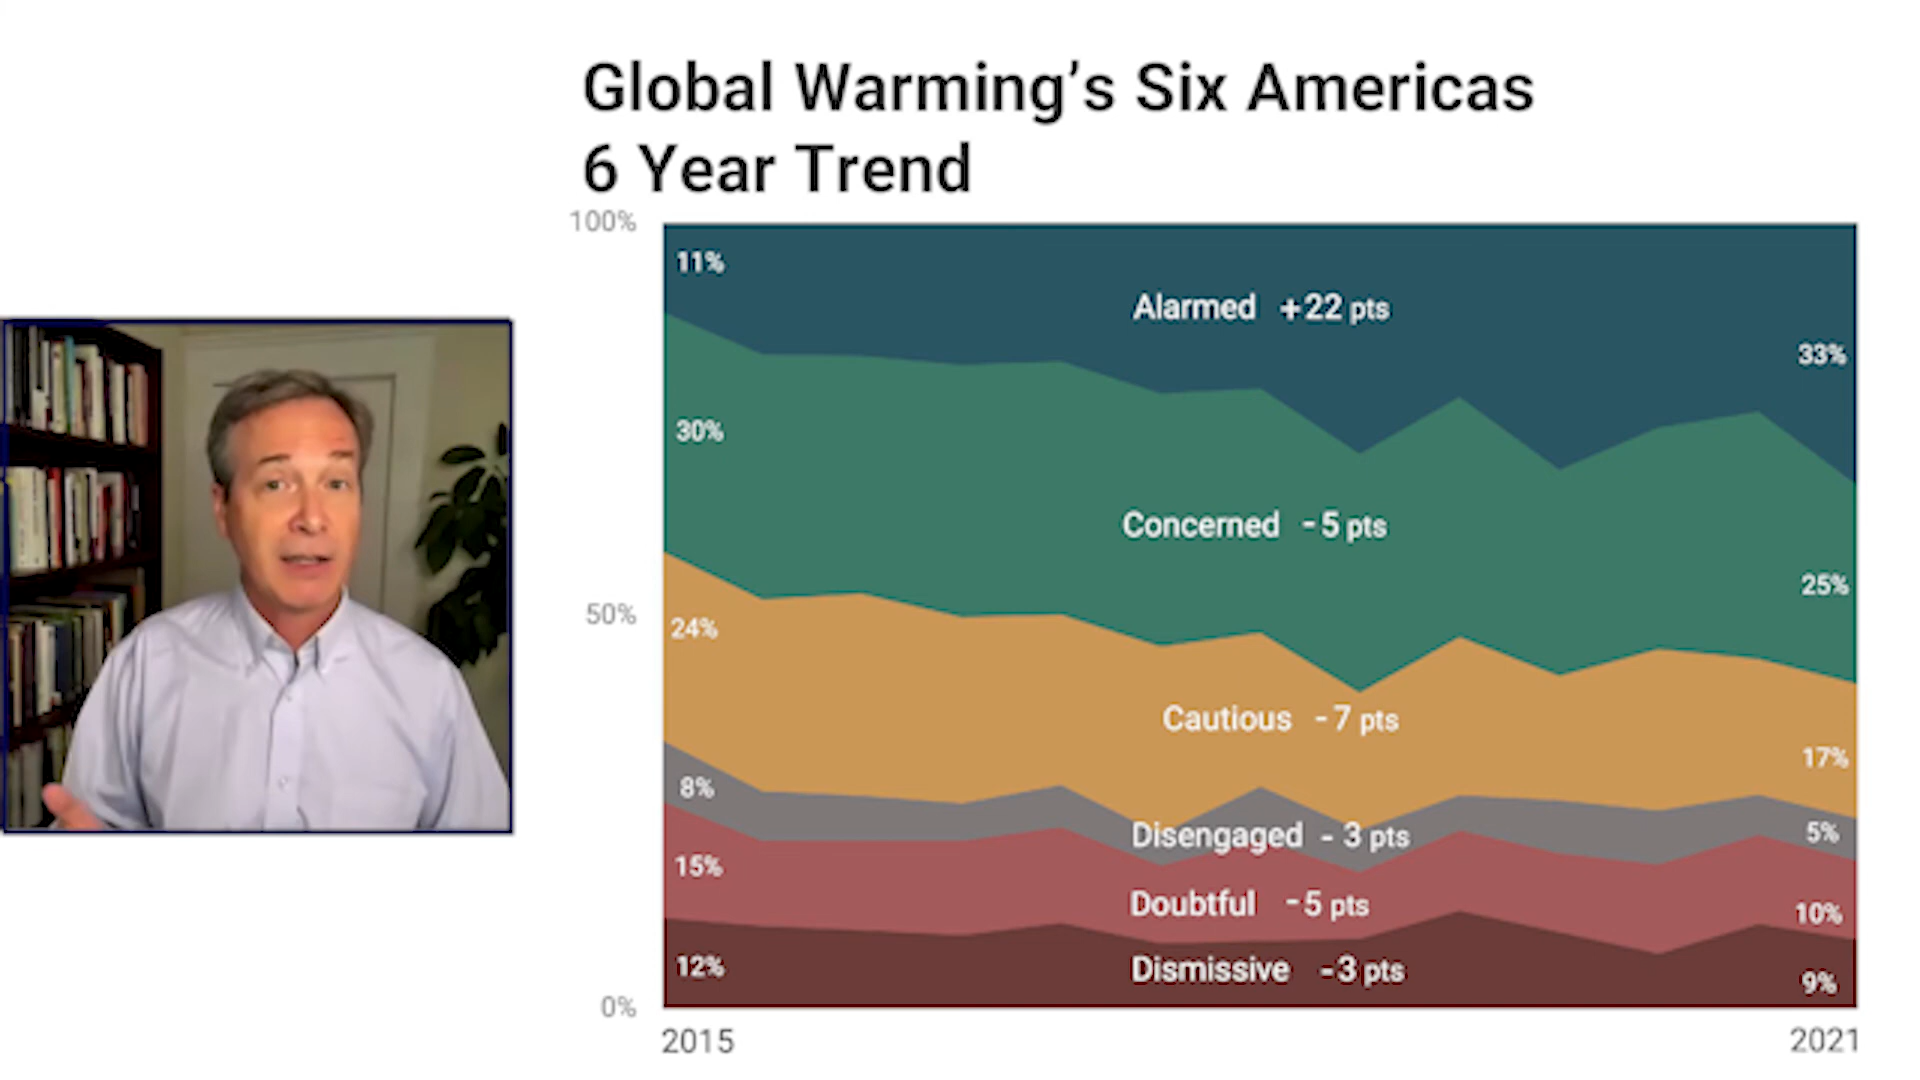 Global Warming’s Six Americas
6 Year Trend
100%
11%
Alarmed +22 pts
33%
30%
Concerned -5 pts
25%
50%
24%
Cautious -7 pts
17%
8%
Disengaged - 3 pts
5%
15%
Doubtful -5 pts
10%
12%
Dismissive -3 pts
9%
0%
2015 2021